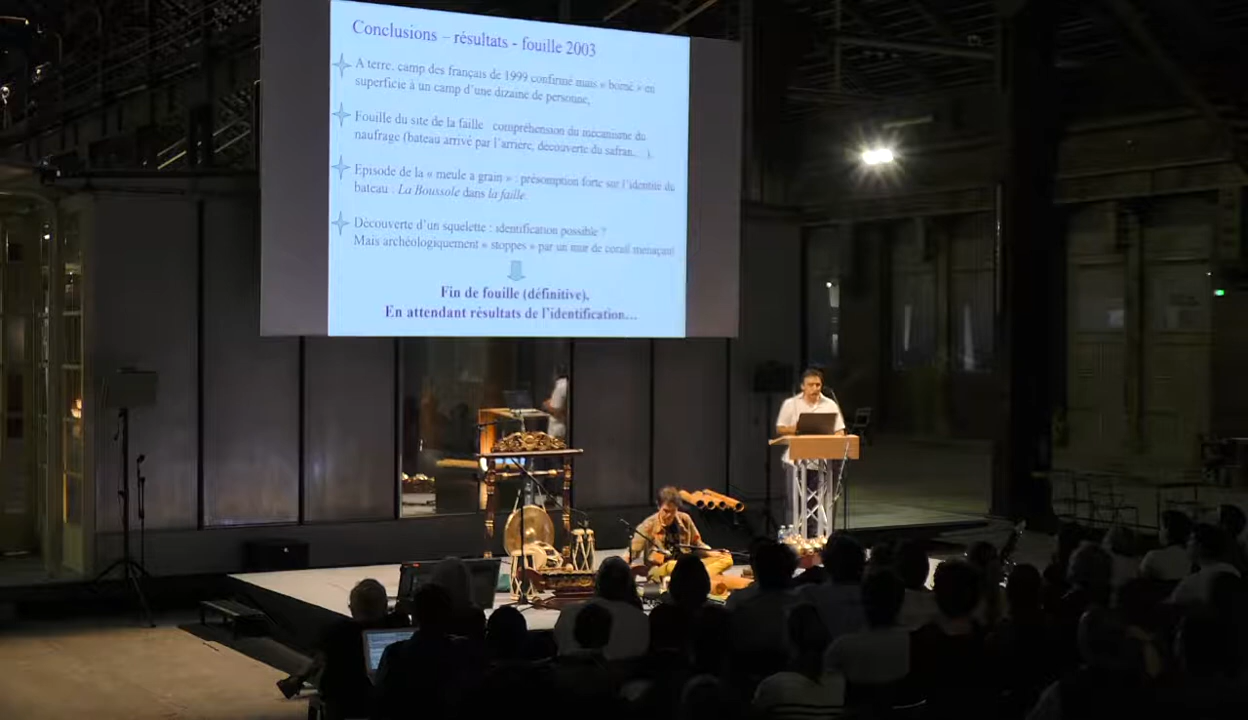 Conclusions – résultats - fouille 2003
A terre, camp des français de 1999 confirmé mais « borné » en
superficie à un camp d'une dizaine de personne,
Fouille du site de la faille : compréhension du mécanisme du
naufrage (bateau arrivé par l'arrière, découverte du safran,…),
Episode de la « meule à grain » : présomption forte sur l'identité du
bateau : La Boussole dans la faille.
Découverte d'un squelette : identification possible ?
Mais archéologiquement « stoppés » par un mur de corail menaçant
Fin de fouille (définitive),
En attendant résultats de l'identification…